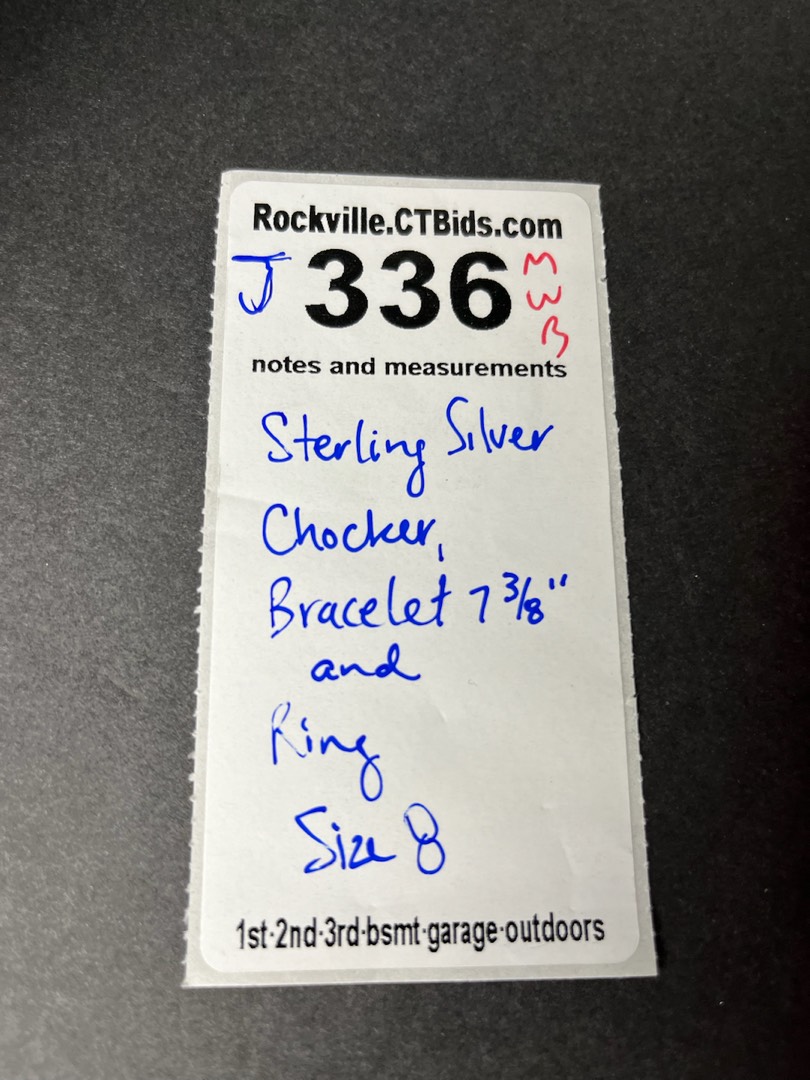 Rockville.CTBids.com
J 336 MWB
notes and measurements
Sterling Silver
Chocker,
Bracelet 7 3/8"
and
Ring
Size 8
1st·2nd·3rd·bsmt·garage·outdoors